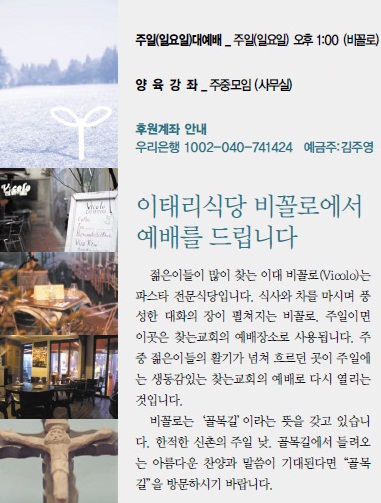 주일(일요일)대예배 _ 주일(일요일) 오후 1:00 (비꼴로)
양 육 강 좌 _ 주중모임 (사무실)
후원계좌 안내
우리은행 1002-040-741424 예금주:김주영
Vicolo
Vicolo
이태리식당 비꼴로에서
예배를 드립니다
젊은이들이 많이 찾는 이대 비꼴로(Vicolo)는
파스타 전문식당입니다. 식사와 차를 마시며 풍
성한 대화의 장이 펼쳐지는 비꼴로. 주일이면
이곳은 찾는교회의 예배장소로 사용됩니다. 주
중 젊은이들의 활기가 넘쳐 흐르던 곳이 주일에
는 생동감있는 찾는교회의 예배로 다시 열리는
것입니다.
비꼴로는 '골목길'이라는 뜻을 갖고 있습니
다. 한적한 신촌의 주일 낮. 골목길에서 들려오
는 아름다운 찬양과 말씀이 기대된다면 "골목
길"을 방문하시기 바랍니다.